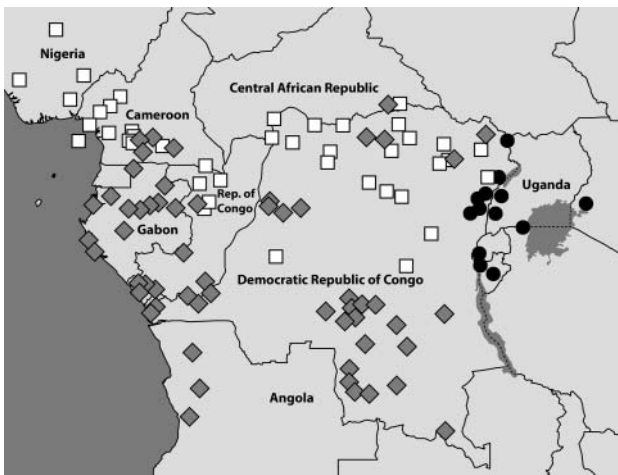 Nigeria
Central African Republic
Cameroon
Uganda
Rep. of
Congo
Gabon
Democratic Republic of Congo
Angola